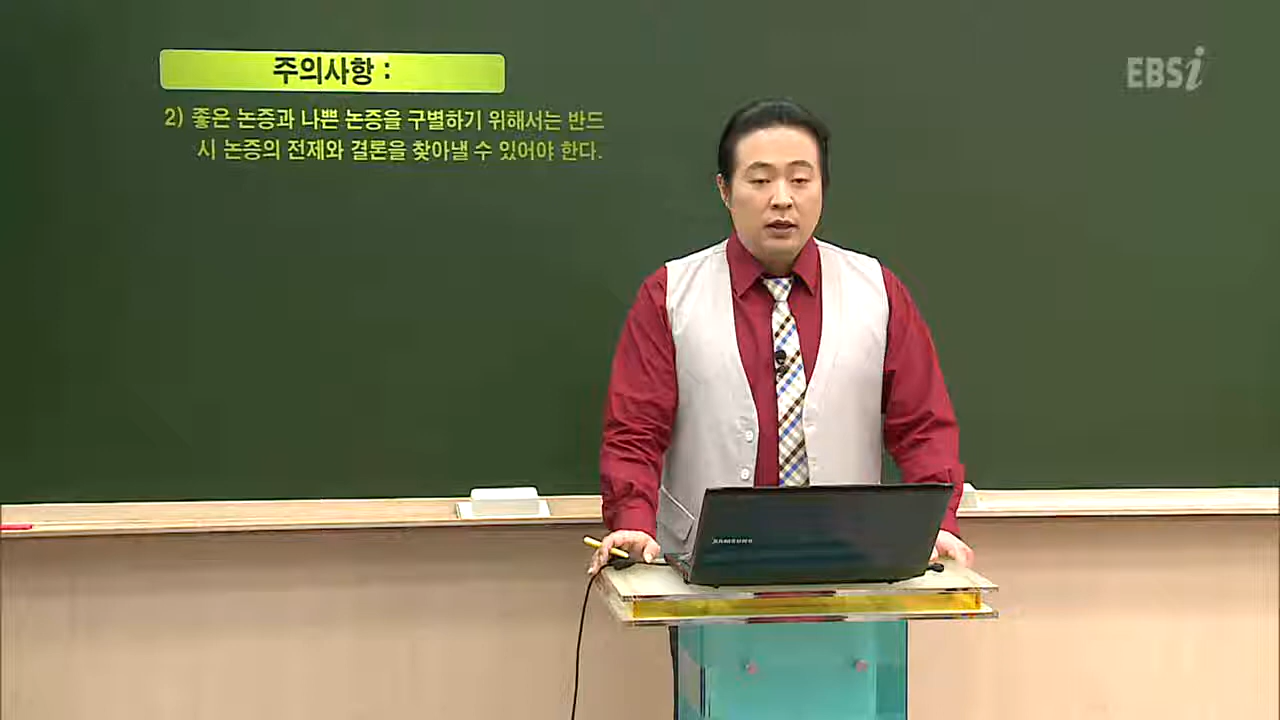 주의사항 :
EBSi
2) 좋은 논증과 나쁜 논증을 구별하기 위해서는 반드
시 논증의 전제와 결론을 찾아낼 수 있어야 한다.
SAMSUNG